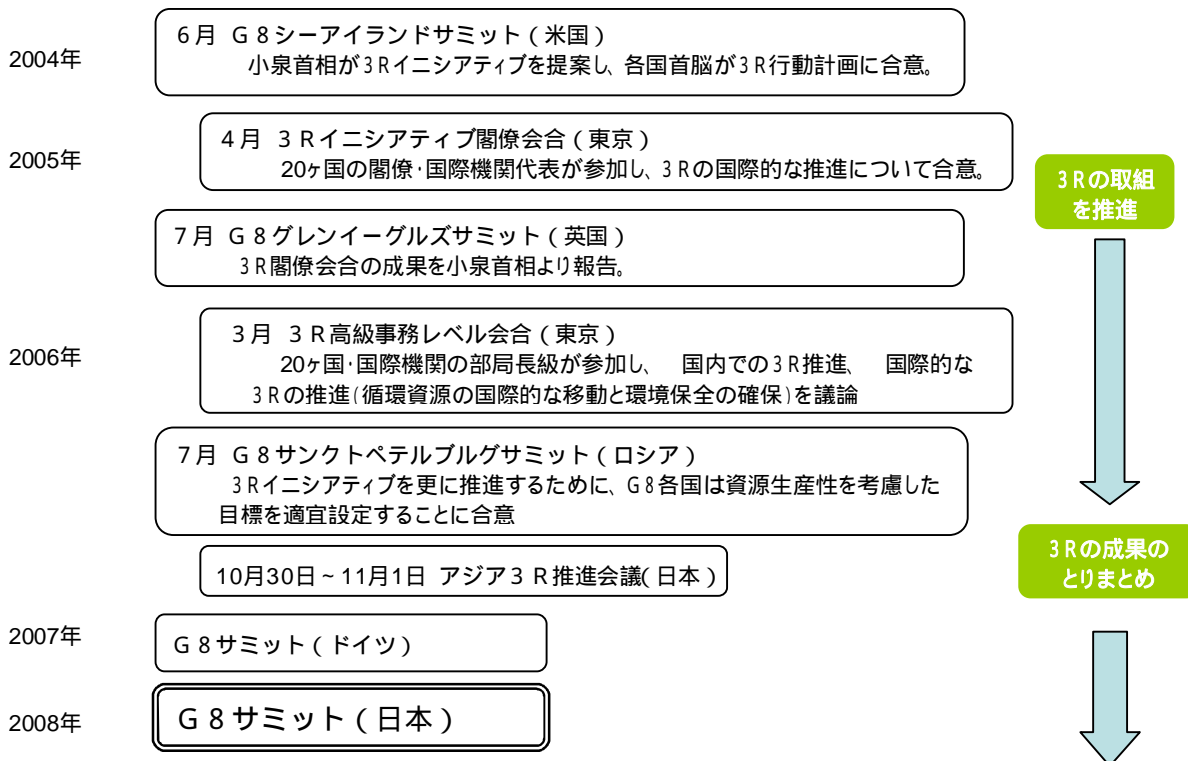 2004年
6月 G8シーアイランドサミット(米国)
小泉首相が3Rイニシアティブを提案し、各国首脳が3R行動計画に合意。
2005年
4月 3Rイニシアティブ閣僚会合(東京)
20ヶ国の閣僚・国際機関代表が参加し、3Rの国際的な推進について合意。
3Rの取組
を推進
7月 G8グレンイーグルズサミット(英国)
3R閣僚会合の成果を小泉首相より報告。
2006年
3月 3R高級事務レベル会合(東京)
20ヶ国・国際機関の部局長級が参加し、 国内での3R推進、 国際的な
3Rの推進(循環資源の国際的な移動と環境保全の確保)を議論
7月 G8サンクトペテルブルグサミット(ロシア)
3Rイニシアティブを更に推進するために、G8各国は資源生産性を考慮した
目標を適宜設定することに合意
3Rの成果の
とりまとめ
10月30日~11月1日 アジア3R推進会議(日本)
2007年
G8サミット(ドイツ)
2008年
G8サミット(日本)